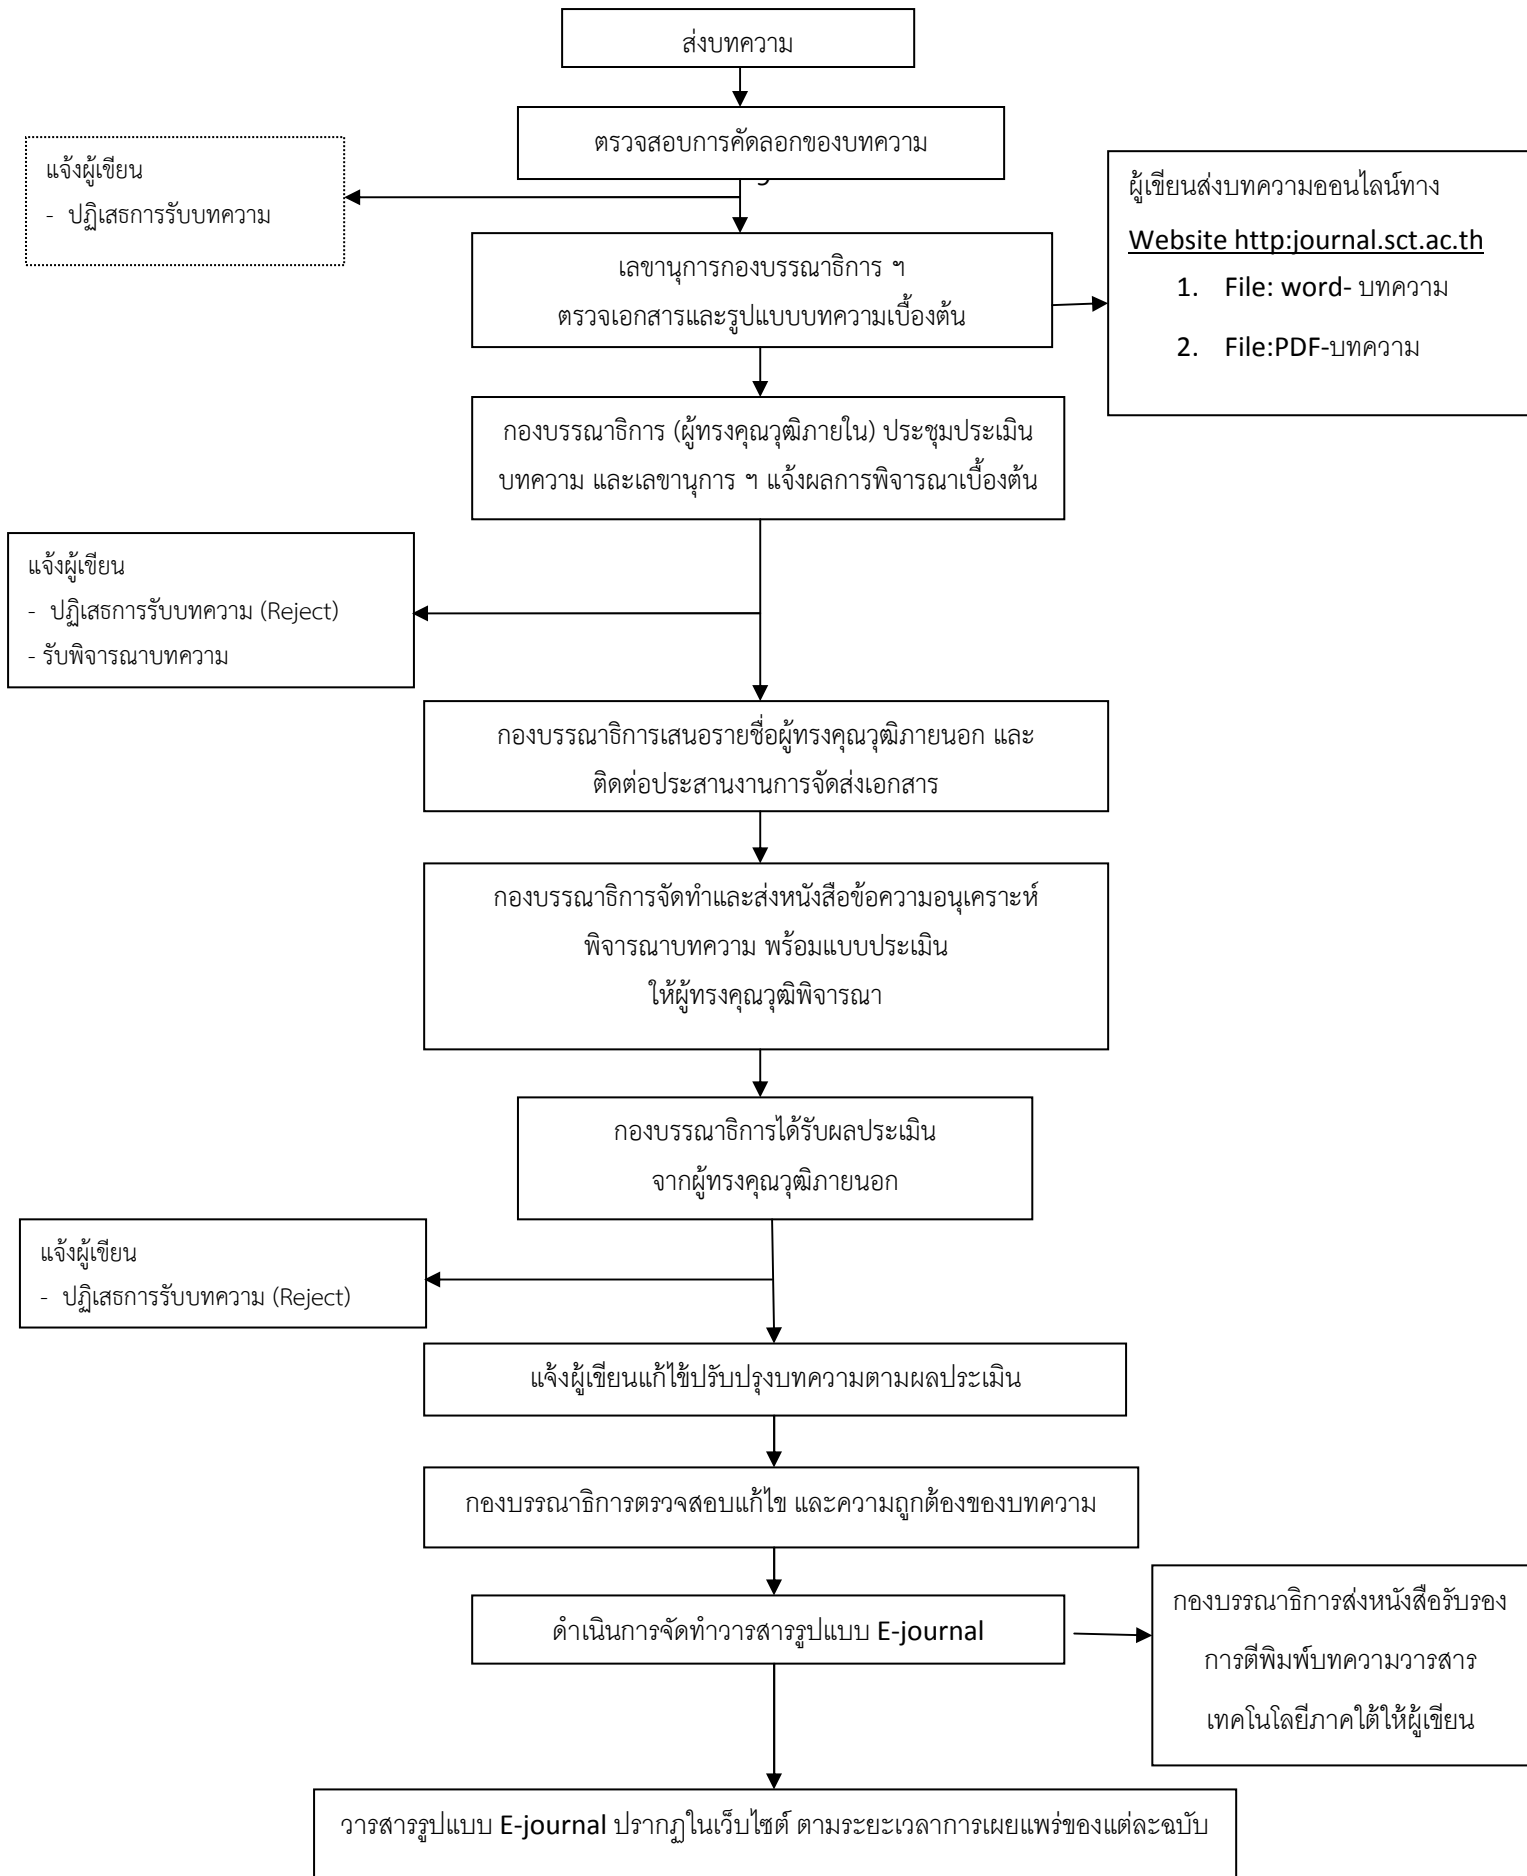 ส่งบทความ
ตรวจสอบการคัดลอกของบทความ
แจ้งผู้เขียน
- ปฏิเสธการรับบทความ
ผู้เขียนส่งบทความออนไลน์ทาง
Website http:journal.sct.ac.th
1. File: word- บทความ
2. File:PDF-บทความ
เลขานุการกองบรรณาธิการ ฯ
ตรวจเอกสารและรูปแบบบทความเบื้องต้น
กองบรรณาธิการ (ผู้ทรงคุณวุฒิภายใน) ประชุมประเมิน
บทความ และเลขานุการ ฯ แจ้งผลการพิจารณาเบื้องต้น
แจ้งผู้เขียน
- ปฏิเสธการรับบทความ (Reject)
- รับพิจารณาบทความ
กองบรรณาธิการเสนอรายชื่อผู้ทรงคุณวุฒิภายนอก และ
ติดต่อประสานงานการจัดส่งเอกสาร
กองบรรณาธิการจัดทำและส่งหนังสือข้อความอนุเคราะห์
พิจารณาบทความ พร้อมแบบประเมิน
ให้ผู้ทรงคุณวุฒิพิจารณา
กองบรรณาธิการได้รับผลประเมิน
จากผู้ทรงคุณวุฒิภายนอก
แจ้งผู้เขียน
- ปฏิเสธการรับบทความ (Reject)
แจ้งผู้เขียนแก้ไข้ปรับปรุงบทความตามผลประเมิน
กองบรรณาธิการตรวจสอบแก้ไข และความถูกต้องของบทความ
ดำเนินการจัดทำวารสารรูปแบบ E-journal
กองบรรณาธิการส่งหนังสือรับรอง
การตีพิมพ์บทความวารสาร
เทคโนโลยีภาคใต้ให้ผู้เขียน
วารสารรูปแบบ E-journal ปรากฏในเว็บไซต์ ตามระยะเวลาการเผยแพร่ของแต่ละฉบับ